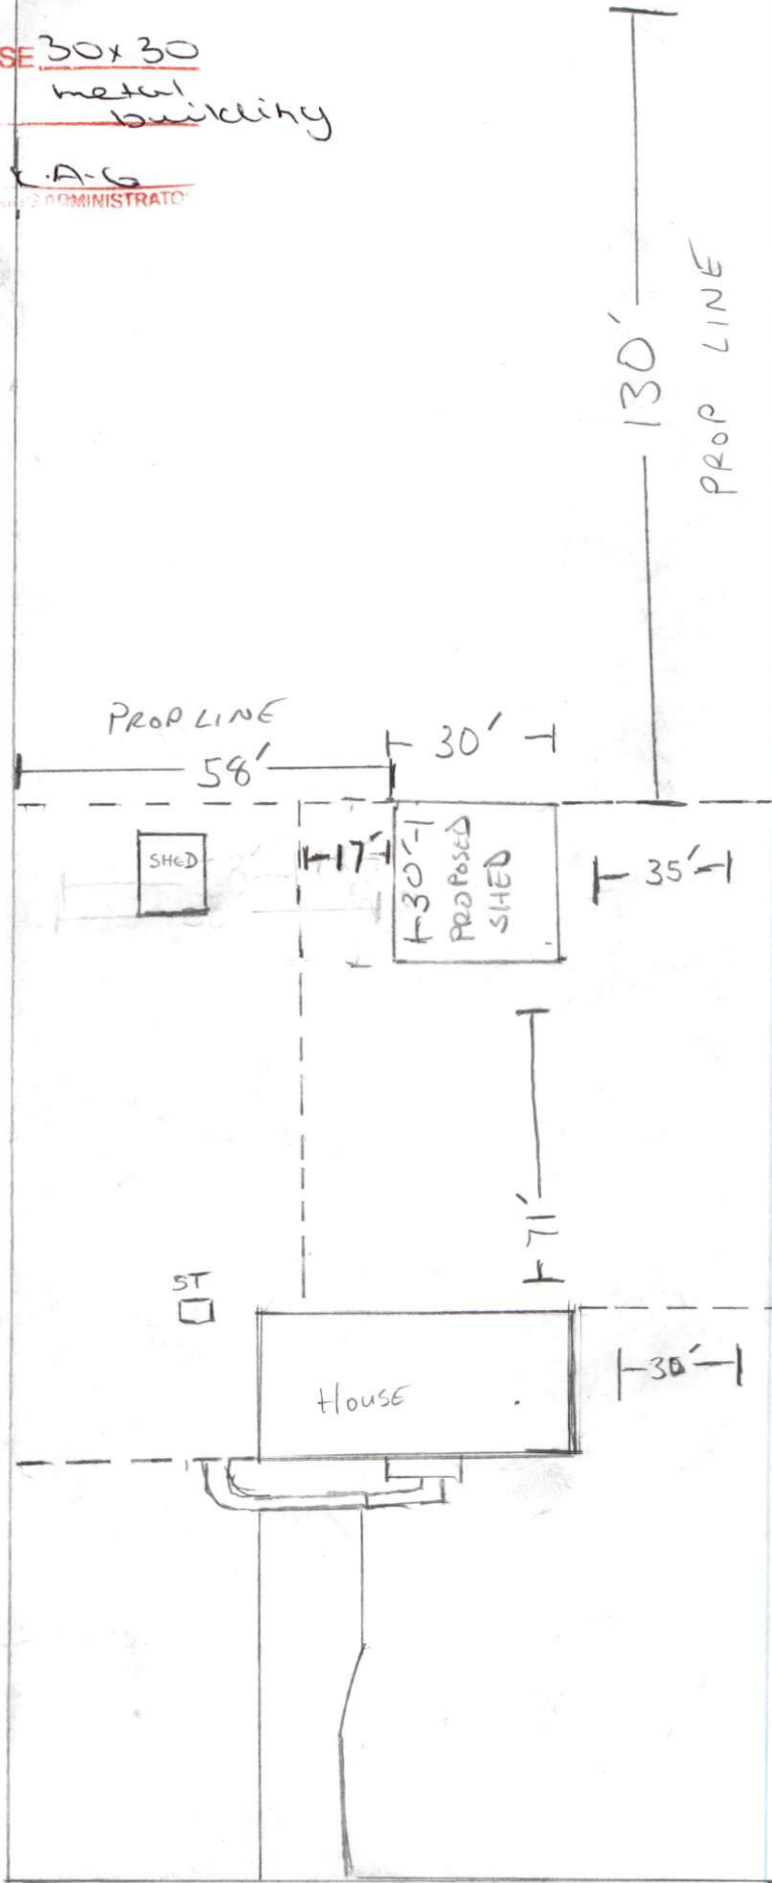 SE 30x30
metal
building
ADMINISTRATO
130'
PROP LINE
PROP LINE
58'
30'
SHED
17'
30'
PROPOSED
SHED
35'
71'
ST
HOUSE
30'